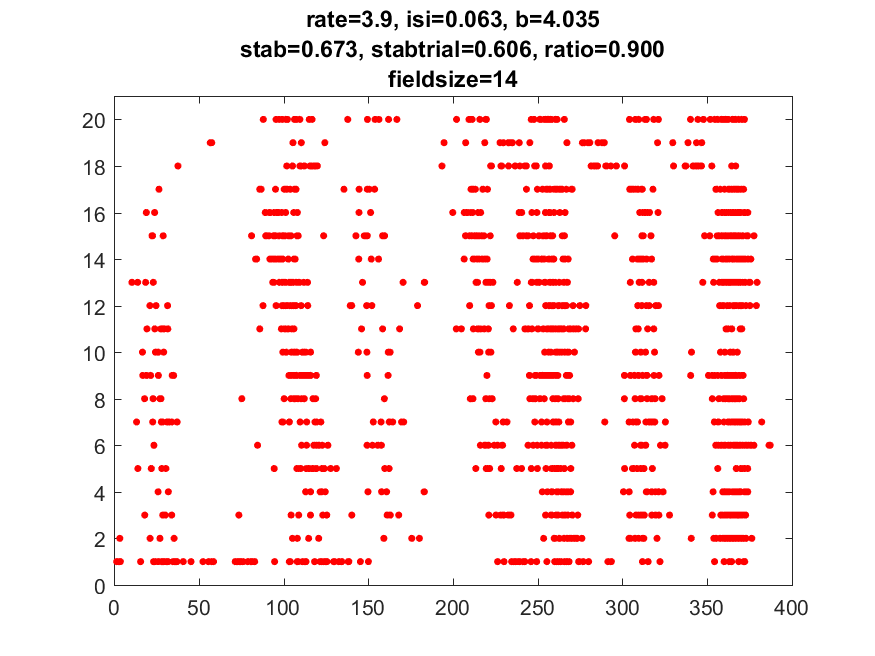 rate=3.9, isi=0.063, b=4.035
stab=0.673, stabtrial=0.606, ratio=0.900
fieldsize=14
20
18
16
14
12
10
8
6
4
2
0
0 50 100 150 200 250 300 350 400